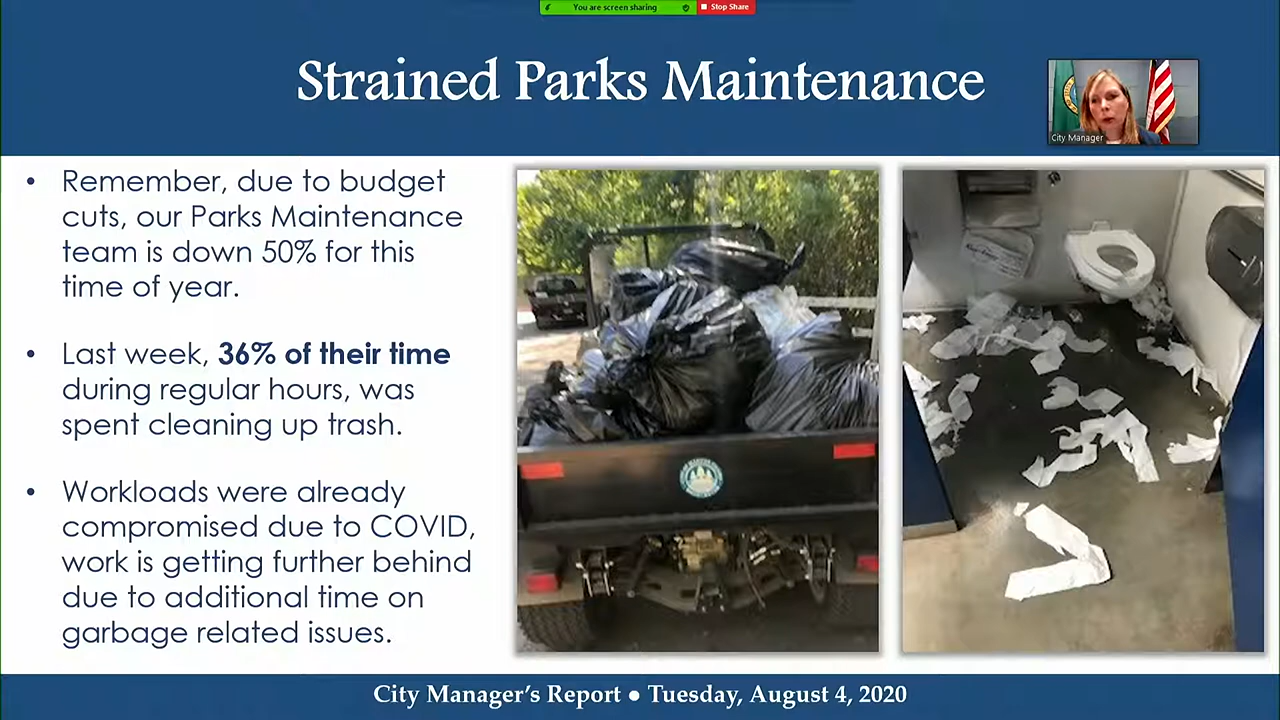 You are screen sharing
Stop Share
Strained Parks Maintenance
City Manager
• Remember, due to budget
cuts, our Parks Maintenance
team is down 50% for this
time of year.
• Last week, 36% of their time
during regular hours, was
spent cleaning up trash.
• Workloads were already
compromised due to COVID,
work is getting further behind
due to additional time on
garbage related issues.
City Manager's Report ● Tuesday, August 4, 2020